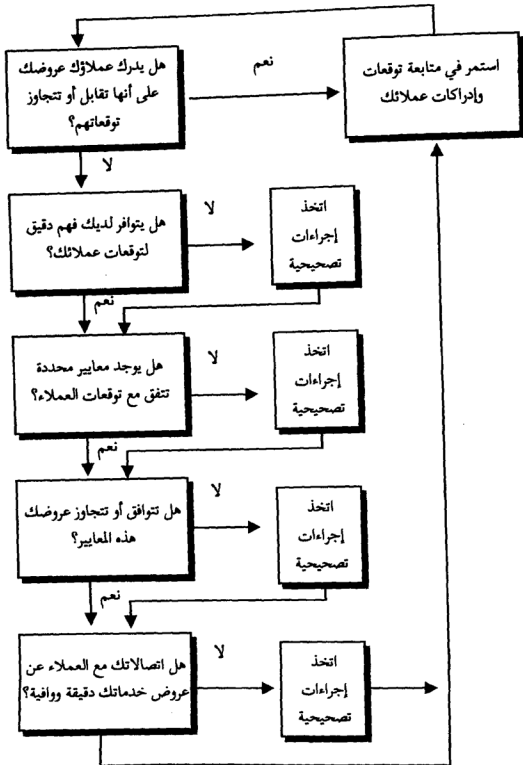 هل يدرك عملاؤك عروضك
على أنها تقابل أو تتجاوز
توقعاتهم؟
نعم
استمر في متابعة توقعات
وإدراكات عملائك
لا
هل يتوافر لديك فهم دقيق
لتوقعات عملائك؟
لا
اتخذ
إجراءات
تصحيحية
نعم
هل يوجد معايير محددة
تتفق مع توقعات العملاء؟
لا
اتخذ
إجراءات
تصحيحية
نعم
هل تتوافق أو تتجاوز عروضك
هذه المعايير؟
لا
اتخذ
إجراءات
تصحيحية
نعم
هل اتصالاتك مع العملاء عن
عروض خدماتك دقيقة ووافية؟
لا
اتخذ
إجراءات
تصحيحية